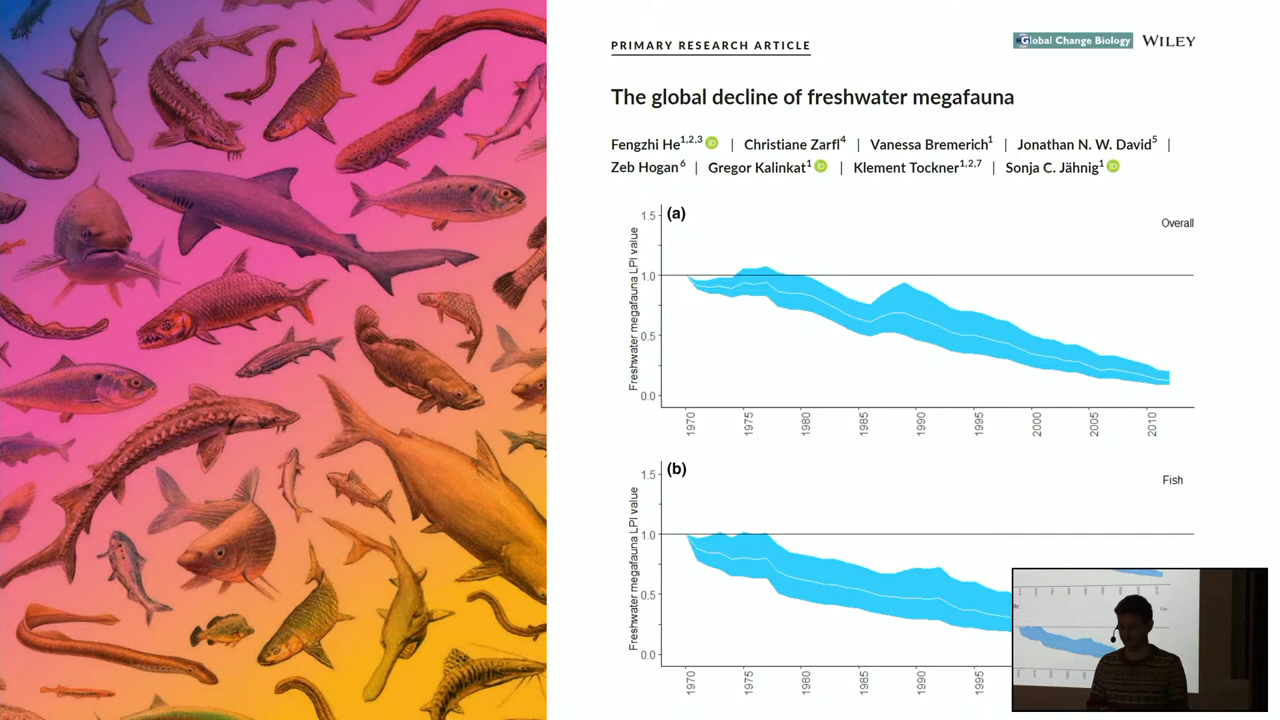 PRIMARY RESEARCH ARTICLE
Global Change Biology WILEY
The global decline of freshwater megafauna
Fengzhi He1,2,3 iD | Christiane Zarfl4 | Vanessa Bremerich1 | Jonathan N. W. David5 |
Zeb Hogan6 | Gregor Kalinkat1 iD | Klement Tockner1,2,7 | Sonja C. Jähnig1 iD
(a)
Overall
Freshwater megafauna LPI value
1.5
1.0
0.5
0.0
1970 1975 1980 1985 1990 1995 2000 2005 2010
(b)
Fish
Freshwater megafauna LPI value
1.5
1.0
0.5
0.0
1970 1975 1980 1985 1990 1995